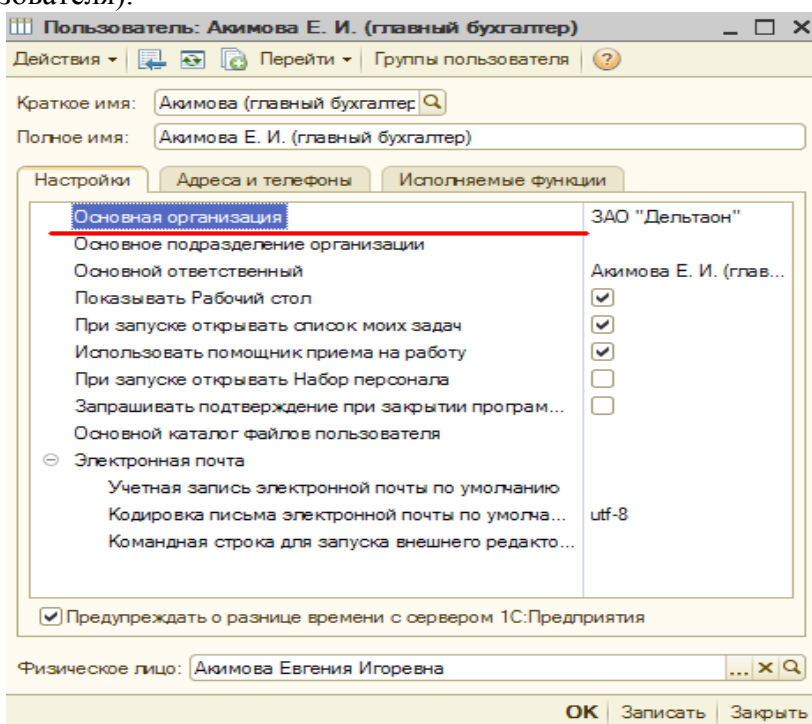 зователя).
Пользователь: Акимова Е. И. (главный бухгалтер)
Действия Перейти Группы пользователя ?
Краткое имя: Акимова (главный бухгалтер
Полное имя: Акимова Е. И. (главный бухгалтер)
Настройки Адреса и телефоны Исполняемые функции
Основная организация ЗАО "Дельтаон"
Основное подразделение организации
Основной ответственный Акимова Е. И. (глав...
Показывать Рабочий стол
При запуске открывать список моих задач
Использовать помощник приема на работу
При запуске открывать Набор персонала
Запрашивать подтверждение при закрытии програм...
Основной каталог файлов пользователя
Электронная почта
Учетная запись электронной почты по умолчанию
Кодировка письма электронной почты по умолча... utf-8
Командная строка для запуска внешнего редакто...
Предупреждать о разнице времени с сервером 1С:Предприятия
Физическое лицо: Акимова Евгения Игоревна ...
OK Записать Закрыть